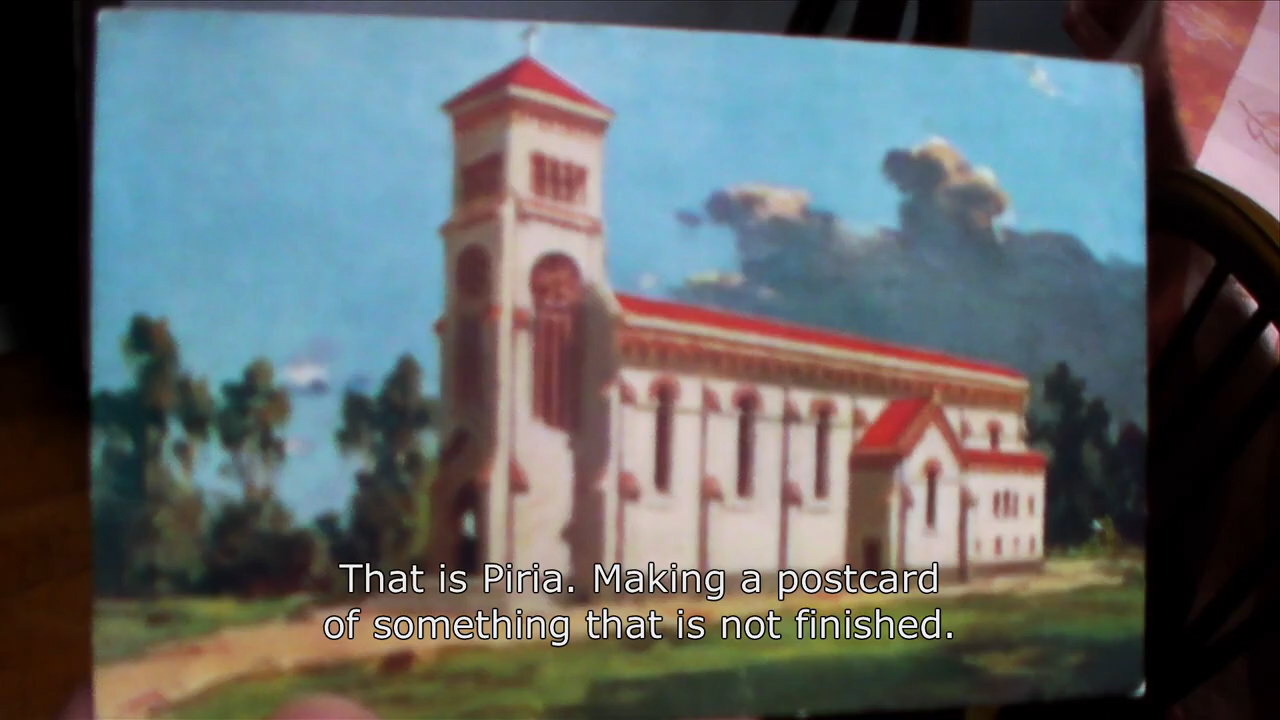 That is Piria. Making a postcard
of something that is not finished.